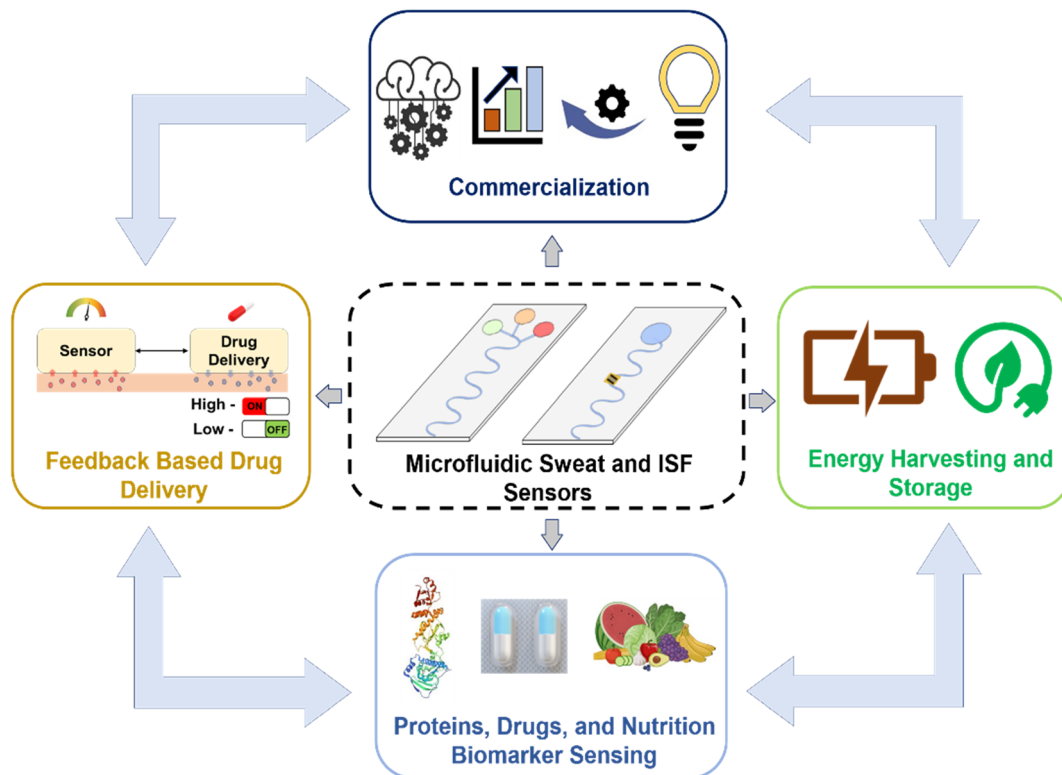 Commercialization
Sensor
Drug
Delivery
High -
ON
Low -
OFF
Feedback Based Drug
Delivery
Microfluidic Sweat and ISF
Sensors
Energy Harvesting and
Storage
Proteins, Drugs, and Nutrition
Biomarker Sensing